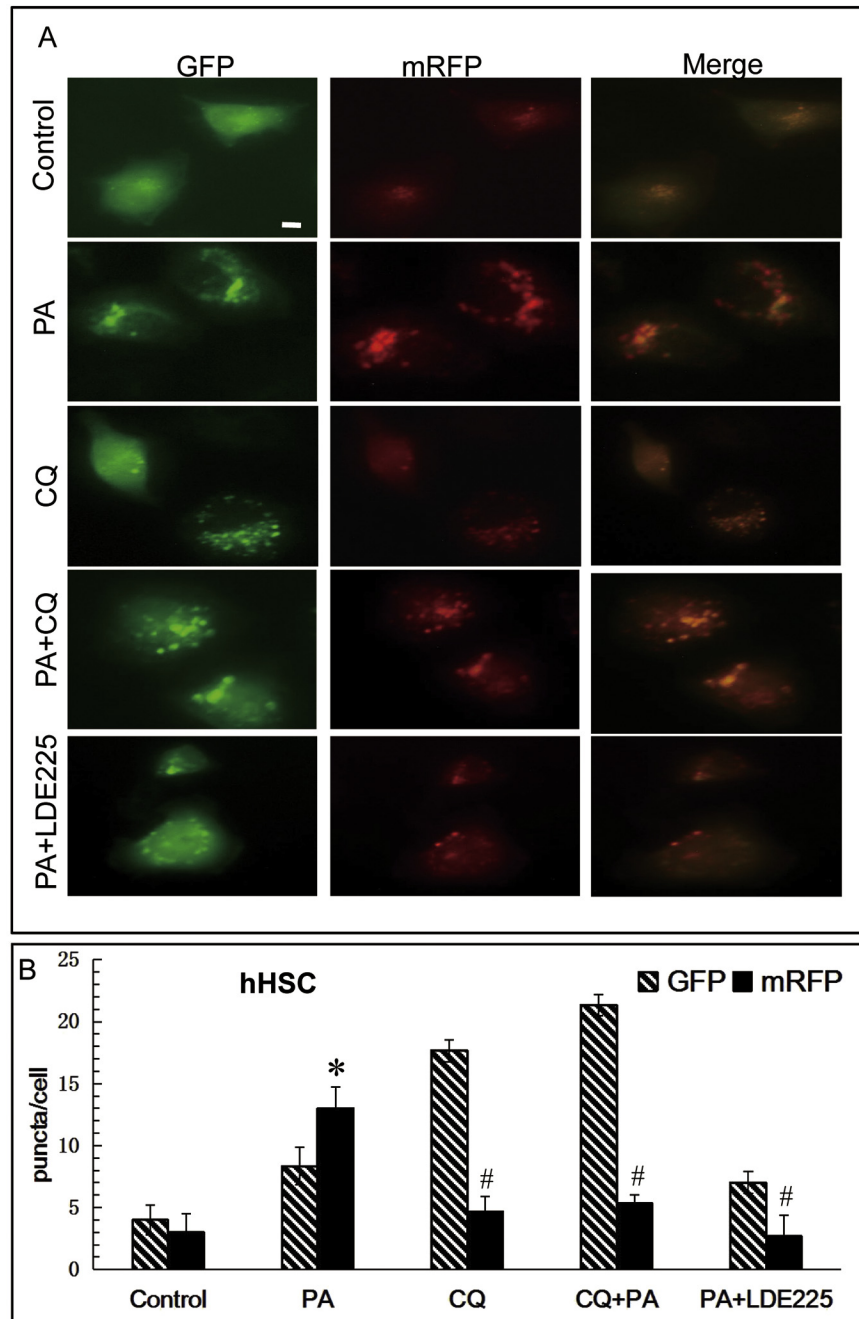 A
GFP mRFP Merge
Control
PA
CQ
PA+CQ
PA+LDE225
B
hHSC
GFP mRFP
puncta/cell
25
20
15
10
5
0
*
#
#
#
Control PA CQ CQ+PA PA+LDE225